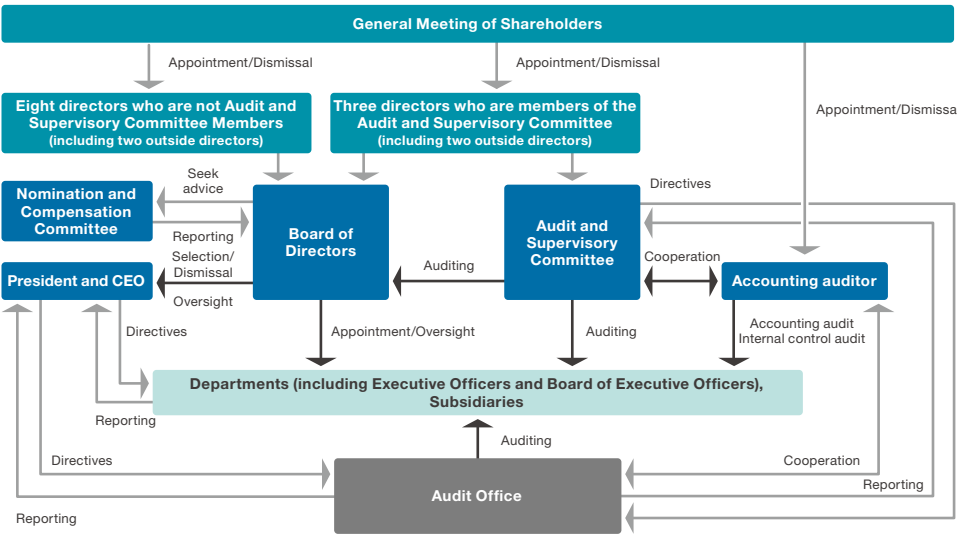 General Meeting of Shareholders
Appointment/Dismissal
Appointment/Dismissal
Appointment/Dismissa
Eight directors who are not Audit and
Supervisory Committee Members
(including two outside directors)
Three directors who are members of the
Audit and Supervisory Committee
(including two outside directors)
Seek
advice
Directives
Nomination and
Compensation
Committee
Reporting
Board of
Directors
Audit and
Supervisory
Committee
Selection/
Dismissal
Oversight
Auditing
Cooperation
President and CEO
Accounting auditor
Directives
Appointment/Oversight
Auditing
Accounting audit
Internal control audit
Departments (including Executive Officers and Board of Executive Officers),
Subsidiaries
Reporting
Auditing
Directives
Cooperation
Reporting
Audit Office
Reporting